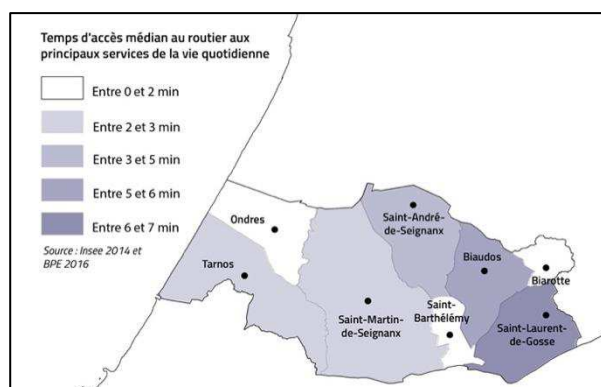 Temps d'accès médian au routier aux
principaux services de la vie quotidienne
Entre 0 et 2 min
Entre 2 et 3 min
Entre 3 et 5 min
Entre 5 et 6 min
Entre 6 et 7 min
Source : Insee 2014 et
BPE 2016
Ondres
Tarnos
Saint-André-
de-Seignanx
Biaudos
Biarotte
Saint-
Barthélémy
Saint-Martin-
de-Seignanx
Saint-Laurent-
de-Gosse